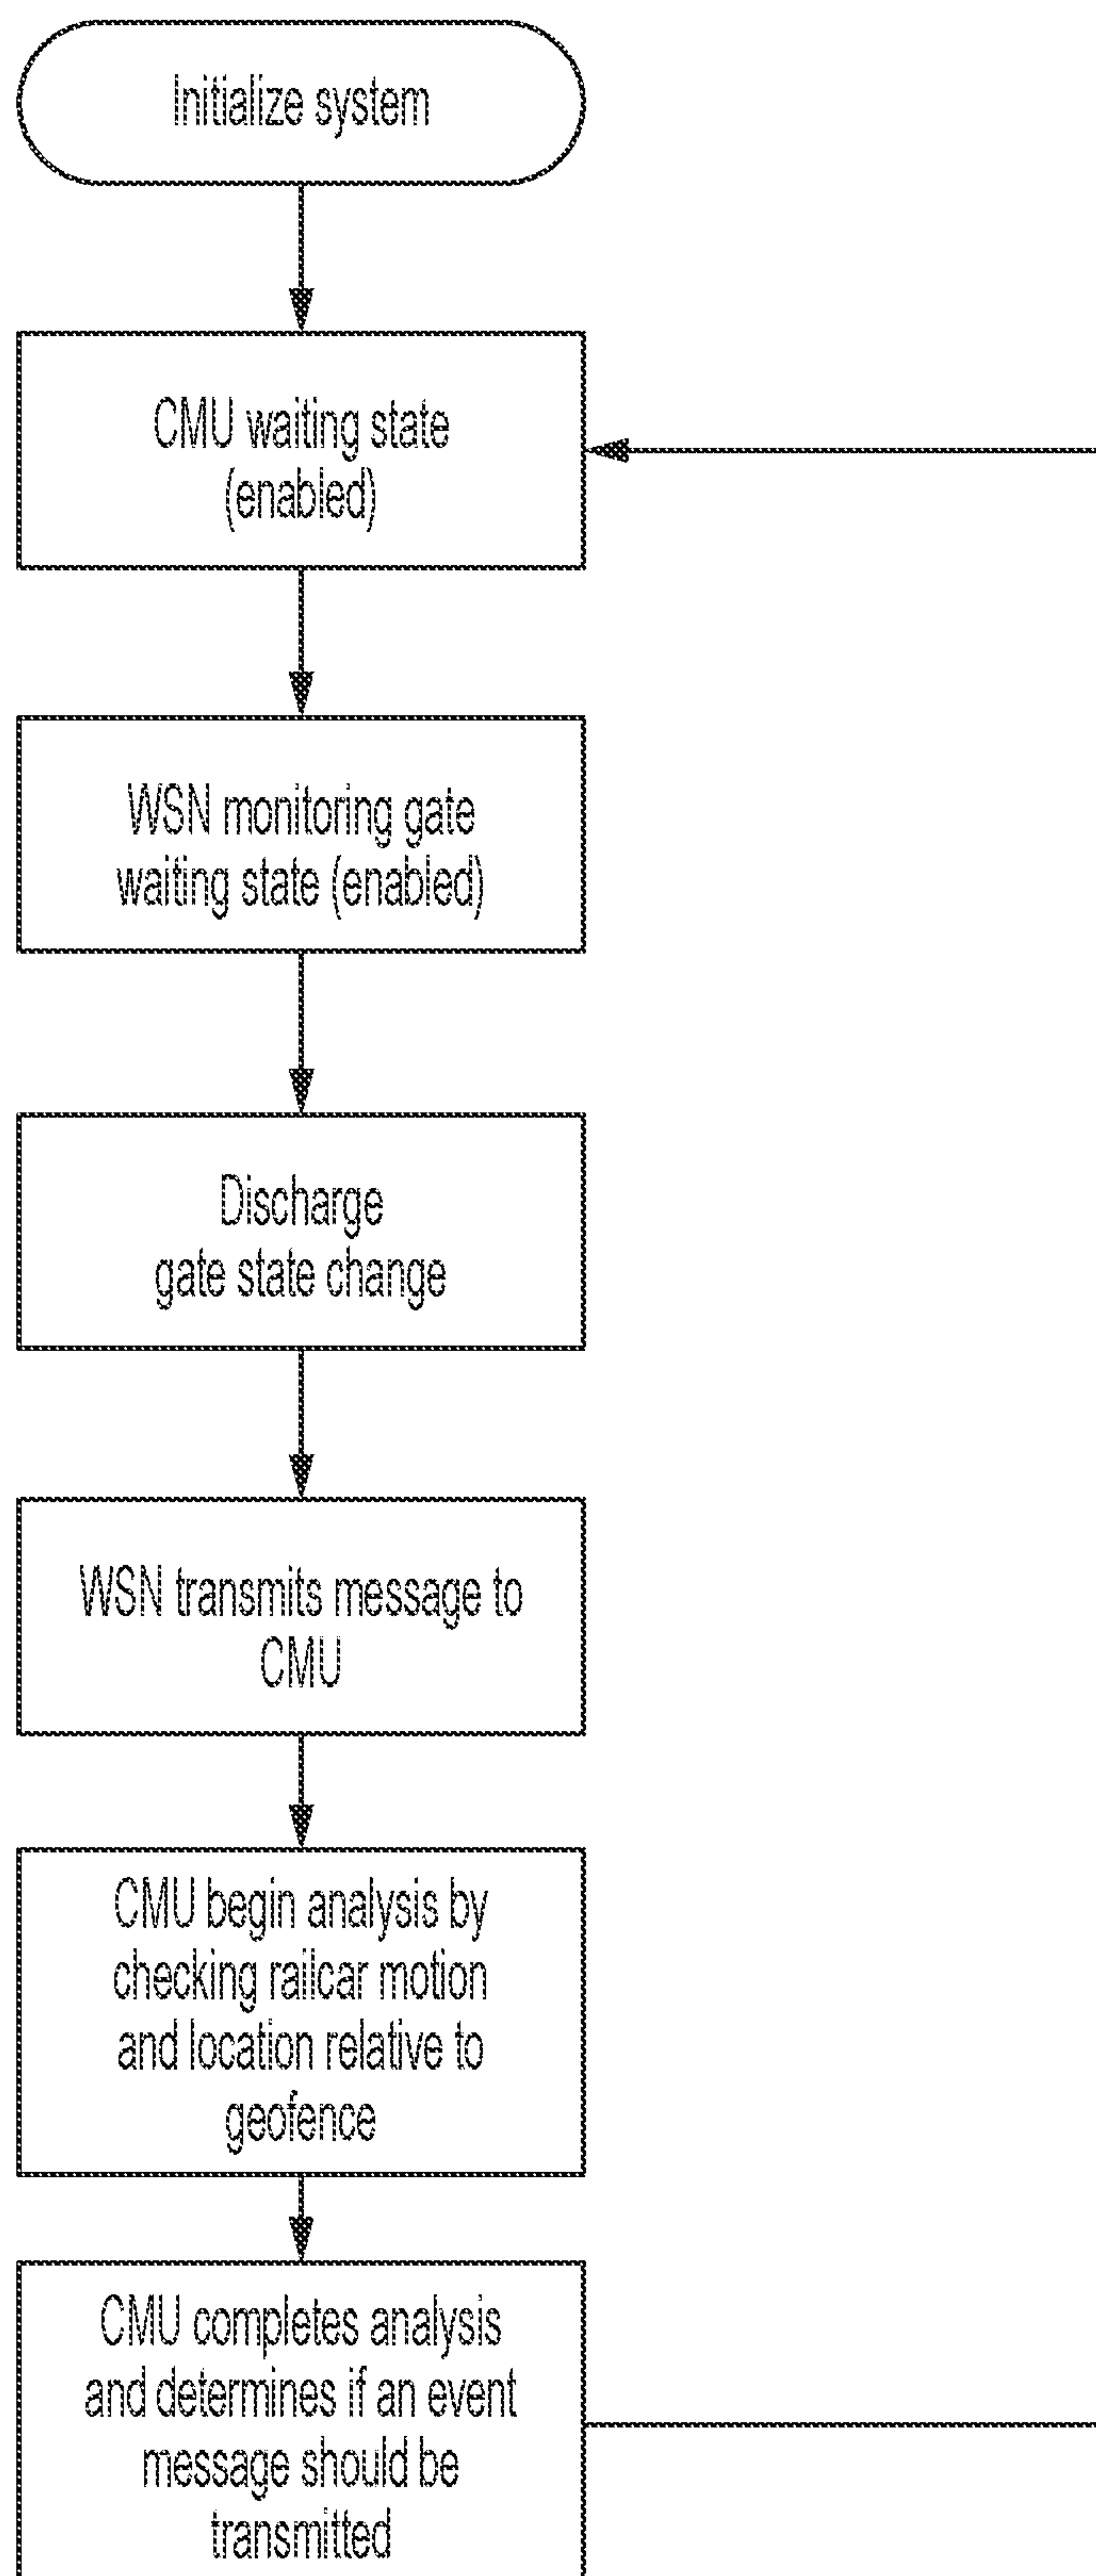 Initialize system
CMU waiting state
(enabled)
WSN monitoring gate
waiting state (enabled)
Discharge
gate state change
WSN transmits message to
CMU
CMU begin analysis by
checking railcar motion
and location relative to
geofence
CMU completes analysis
and determines if an event
message should be
transmitted